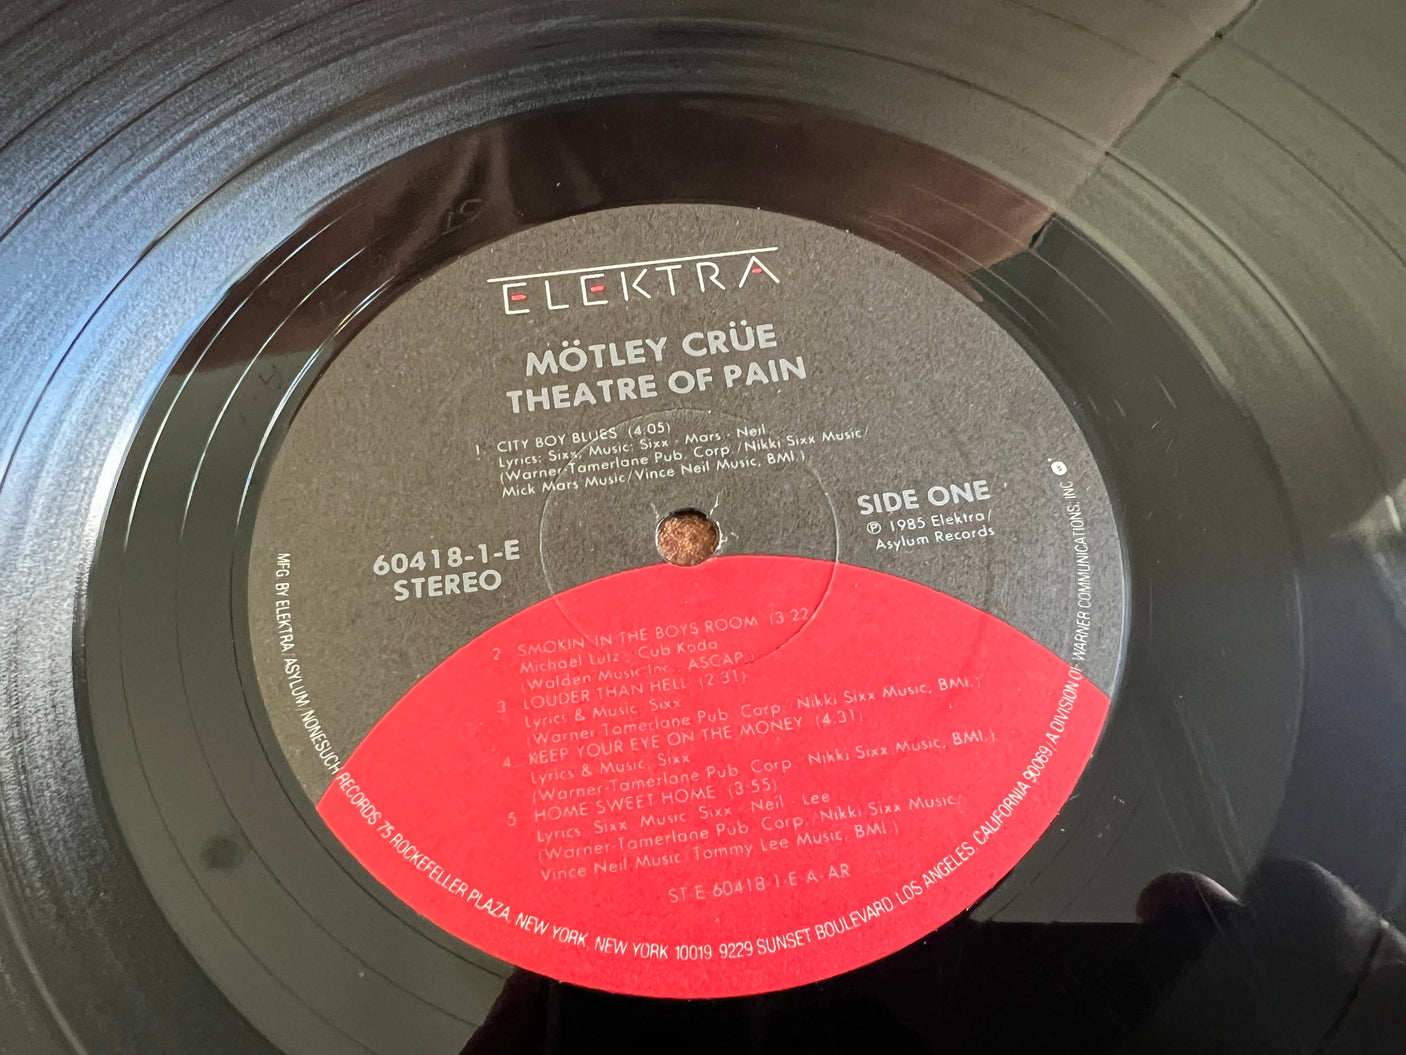 ELEKTRA
MÖTLEY CRÜE
THEATRE OF PAIN
1. CITY BOY BLUES (4:05)
Lyrics: Sixx, Music: Sixx - Mars - Neil
(Warner-Tamerlane Pub. Corp./Nikki Sixx Music/
Mick Mars Music/Vince Neil Music, BMI.)
SIDE ONE
℗ 1985 Elektra/
Asylum Records
60418-1-E
STEREO
2. SMOKIN' IN THE BOYS ROOM (3:22)
Michael Lutz - Cub Koda
(Walden Music Inc., ASCAP.)
3. LOUDER THAN HELL (2:31)
Lyrics & Music: Sixx
(Warner-Tamerlane Pub. Corp./Nikki Sixx Music, BMI.)
4. KEEP YOUR EYE ON THE MONEY (4:31)
Lyrics & Music: Sixx
(Warner-Tamerlane Pub. Corp./Nikki Sixx Music, BMI.)
5. HOME SWEET HOME (3:55)
Lyrics: Sixx Music: Sixx - Neil - Lee
(Warner-Tamerlane Pub. Corp./Nikki Sixx Music/
Vince Neil Music/Tommy Lee Music, BMI.)
ST-E-60418-1-E-A-AR
MFG. BY ELEKTRA/ASYLUM/NONESUCH RECORDS, 75 ROCKEFELLER PLAZA, NEW YORK, NEW YORK 10019 9229 SUNSET BOULEVARD, LOS ANGELES, CALIFORNIA 90069/A DIVISION OF WARNER COMMUNICATIONS, INC.